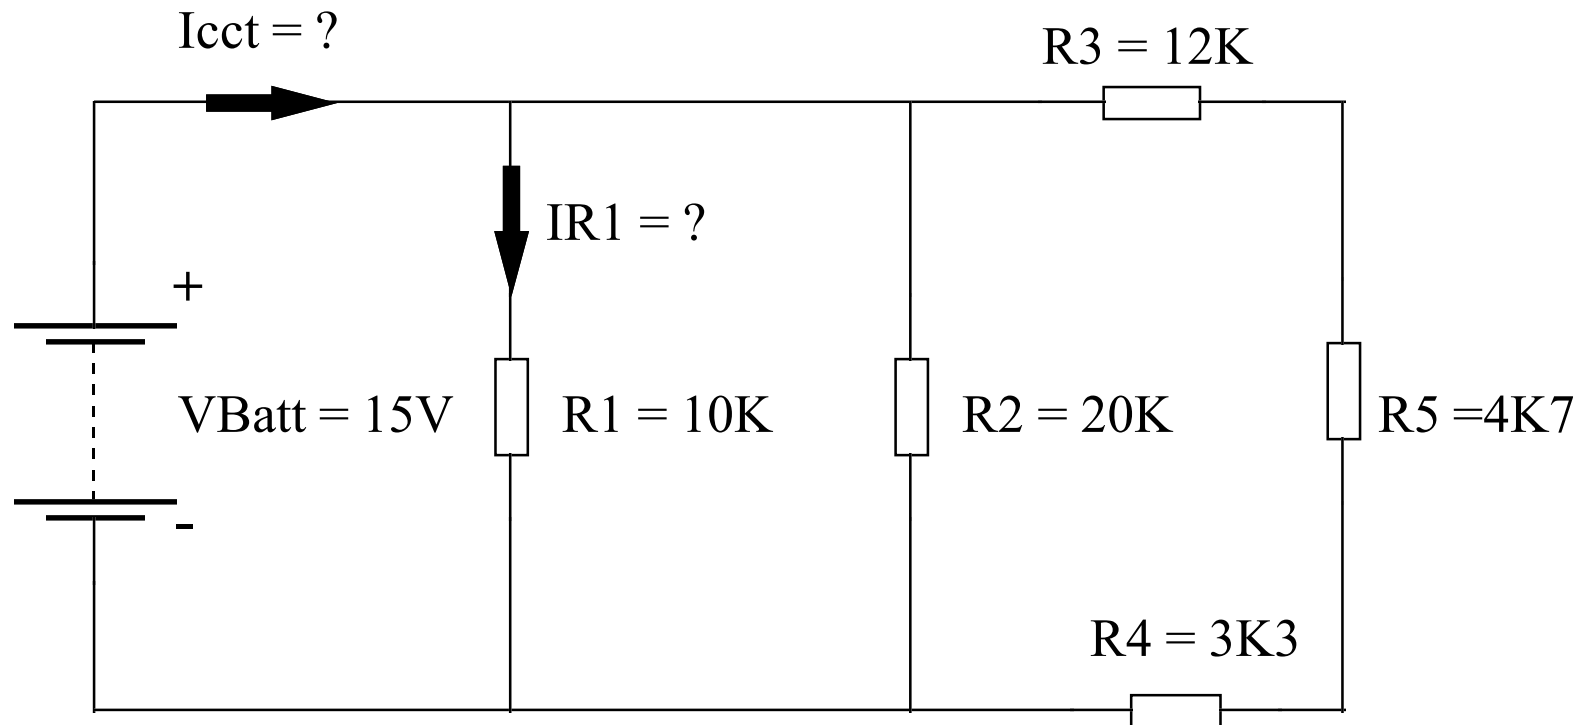 Icct = ?
R3 = 12K
IR1 = ?
+
VBatt = 15V
R1 = 10K
R2 = 20K
R5 =4K7
-
R4 = 3K3